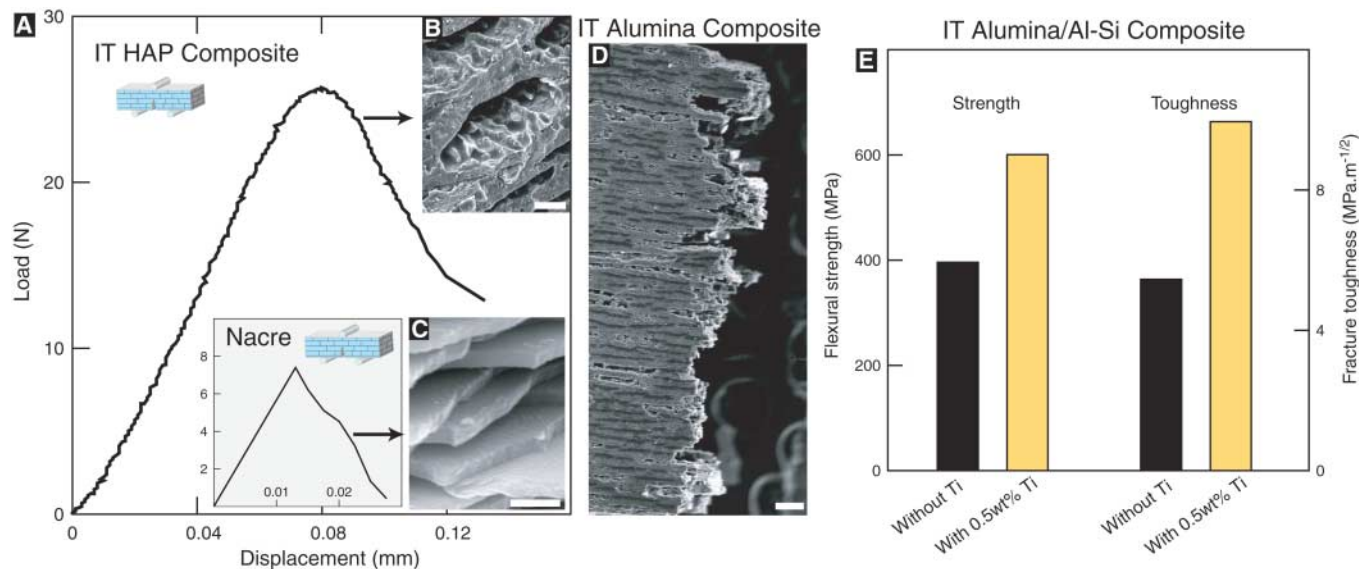 A
IT HAP Composite
30
20
10
0
Load (N)
0
0.04
0.08
0.12
Displacement (mm)
B
Nacre
8
6
4
2
0.01
0.02
C
IT Alumina Composite
D
IT Alumina/Al-Si Composite
E
Strength
Toughness
600
400
200
0
Flexural strength (MPa)
8
4
0
Fracture toughness (MPa.m-1/2)
Without Ti
With 0.5wt% Ti
Without Ti
With 0.5wt% Ti